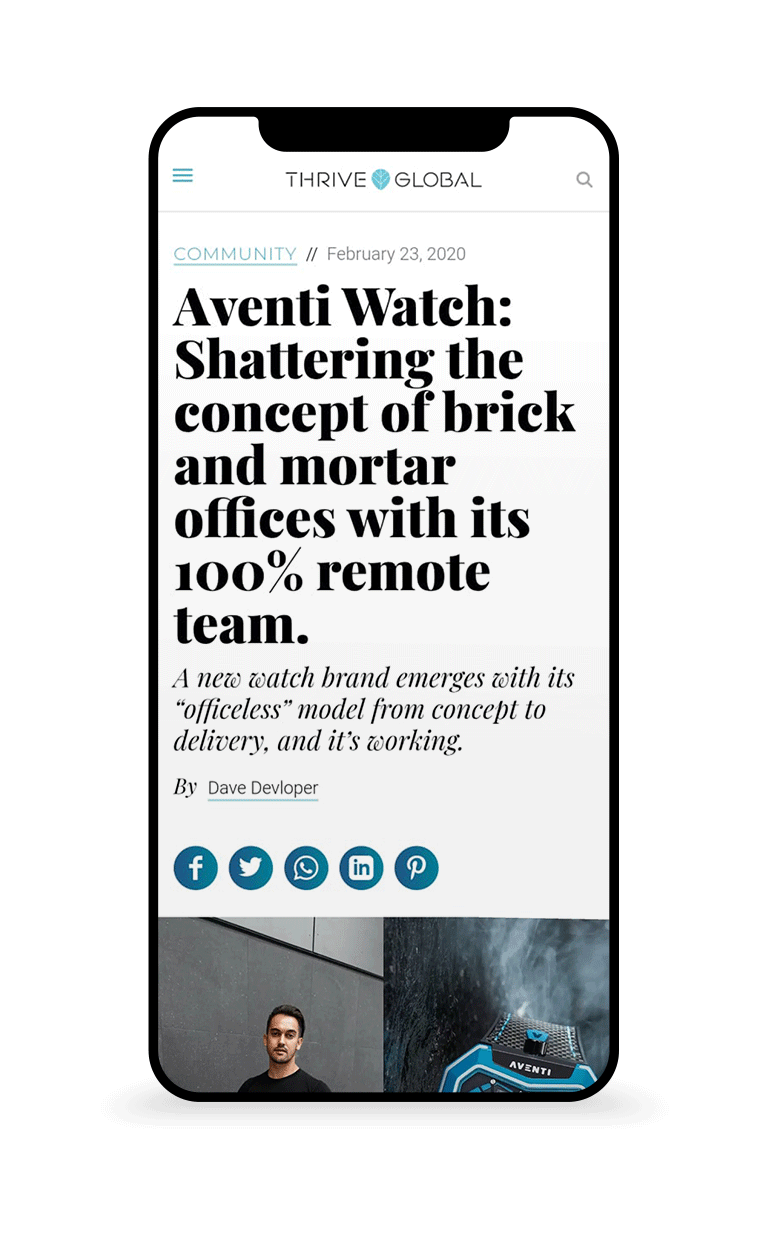 THRIVE GLOBAL
COMMUNITY // February 23, 2020
Aventi Watch:
Shattering the
concept of brick
and mortar
offices with its
100% remote
team.
A new watch brand emerges with its
“officeless” model from concept to
delivery, and it’s working.
By Dave Devloper
AVENTI